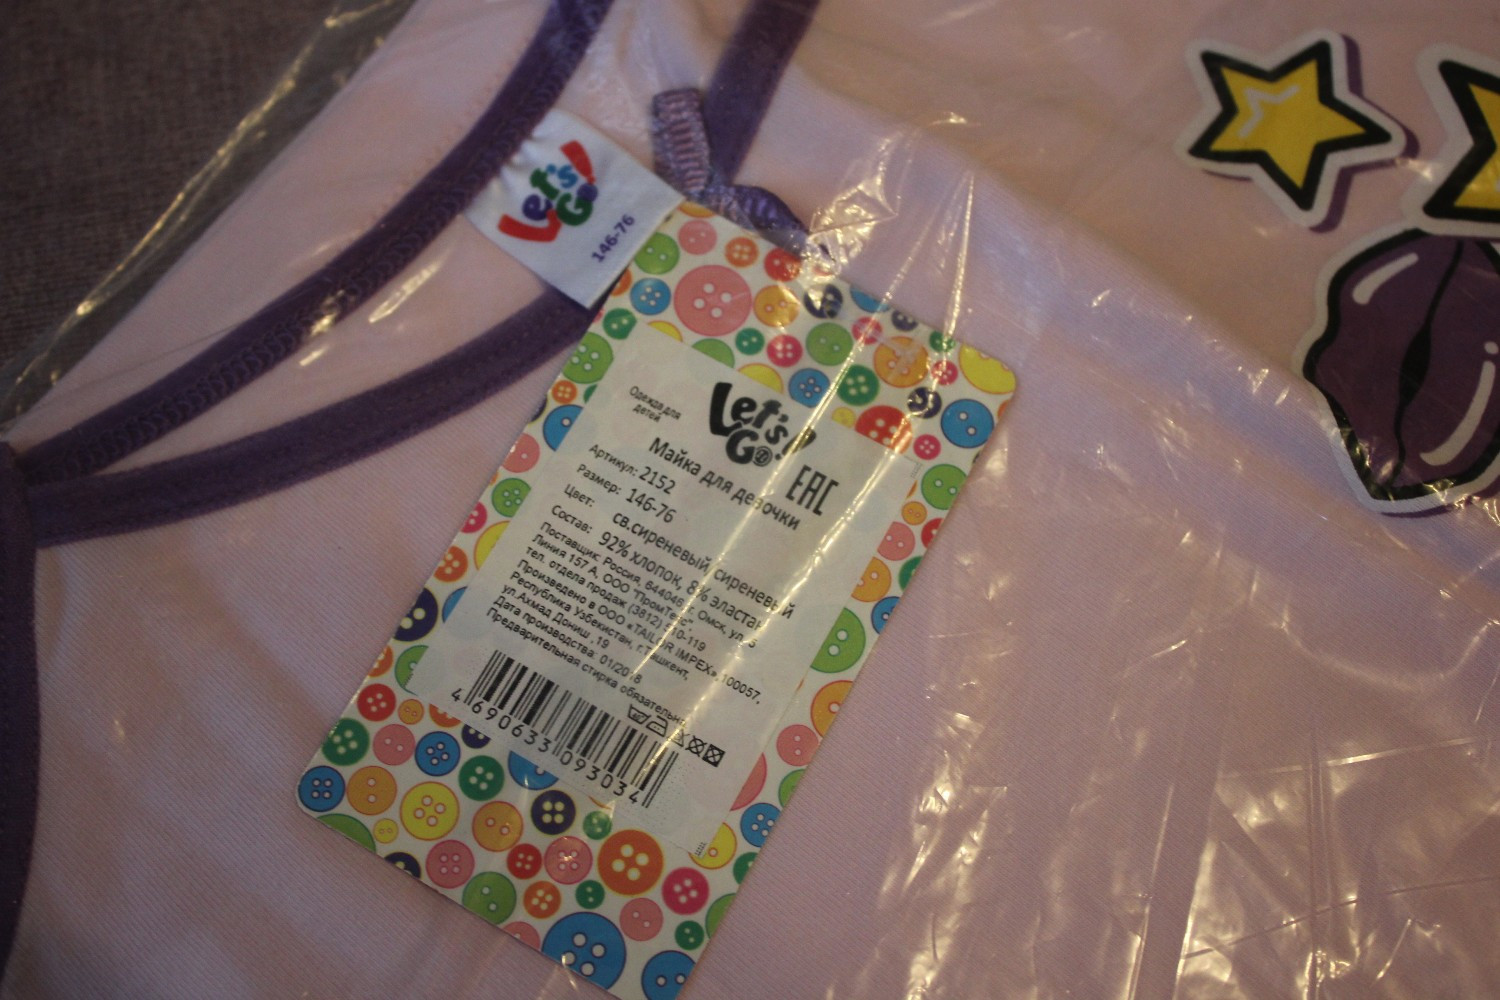 Let's Go!
146-76
Одежда для
детей
Let's Go!
Майка для девочки
EAC
Артикул: 2152
Размер: 146-76
Цвет: св.сиреневый, сиреневый
Состав: 92% хлопок, 8% эластан
Поставщик: Россия, 644046, г. Омск, ул.
Линия 157 А, ООО "ПромТекс",
тел. отдела продаж (3812) 510-119
Произведено в ООО «TAILOR IMPEX», 100057,
Республика Узбекистан, г.Ташкент,
ул.Ахмад Дониш, 19
Дата производства: 01/2018
Предварительная стирка обязательна
4 690633 093034